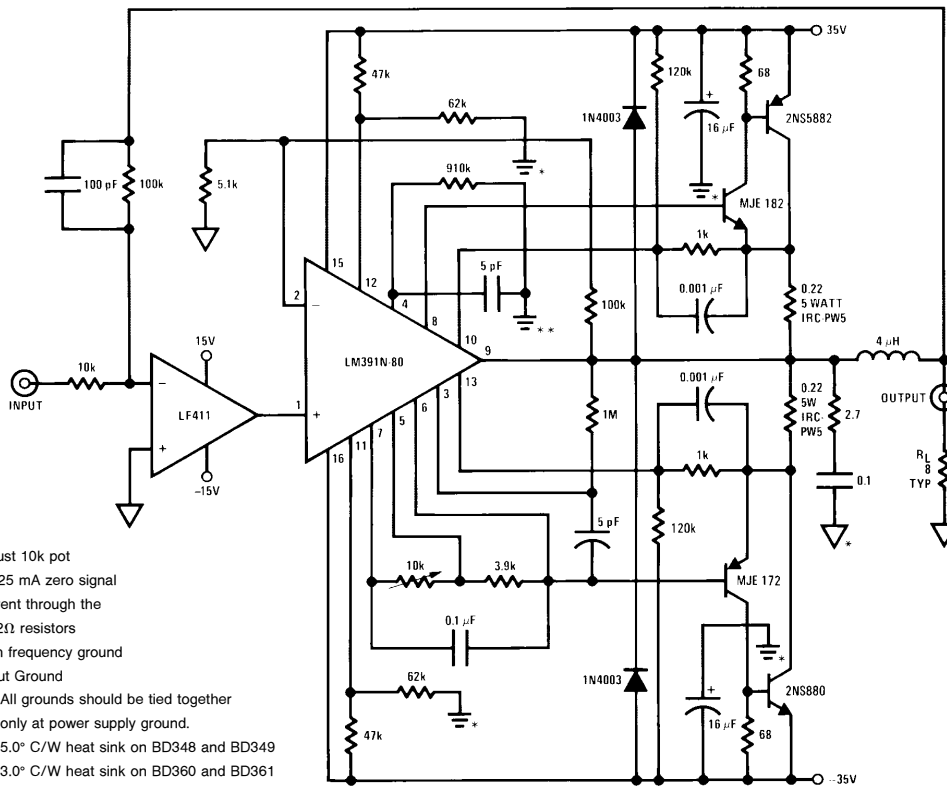 35V
47k
120k
68
62k
+
1N4003
16 μF
2NS5882
*
*
100 pF
100k
5.1k
910k
MJE 182
15
12
1k
2
−
4
5 pF
8
0.001 μF
0.22
5 WATT
IRC-PW5
**
100k
10
9
4 μH
15V
LM391N-80
13
10k
3
0.001 μF
0.22
5W
IRC-
PW5
OUTPUT
INPUT
−
LF411
1
+
6
1M
2.7
5
7
1k
+
11
16
RL
8
TYP
−15V
0.1
5 pF
120k
*
ust 10k pot
25 mA zero signal
ent through the
2Ω resistors
n frequency ground
ut Ground
All grounds should be tied together
only at power supply ground.
5.0° C/W heat sink on BD348 and BD349
3.0° C/W heat sink on BD360 and BD361
10k
3.9k
MJE 172
0.1 μF
*
62k
1N4003
+
2NS880
*
16 μF
47k
68
--35V